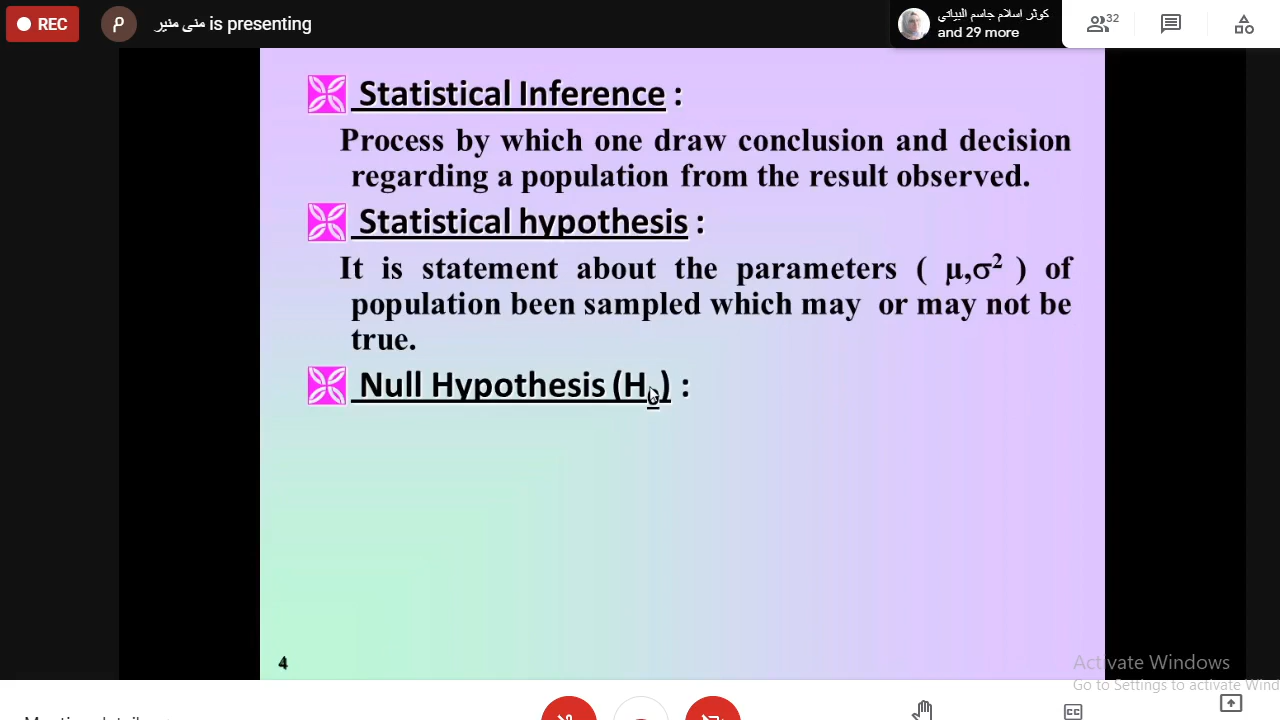 REC
م
منى منير is presenting
كوثر اسلام جاسم البياتي
and 29 more
32
Statistical Inference :
Process by which one draw conclusion and decision
regarding a population from the result observed.
Statistical hypothesis :
It is statement about the parameters ( μ,σ² ) of
population been sampled which may or may not be
true.
Null Hypothesis (H₀) :
4
Activate Windows
Go to Settings to activate Wind
CC